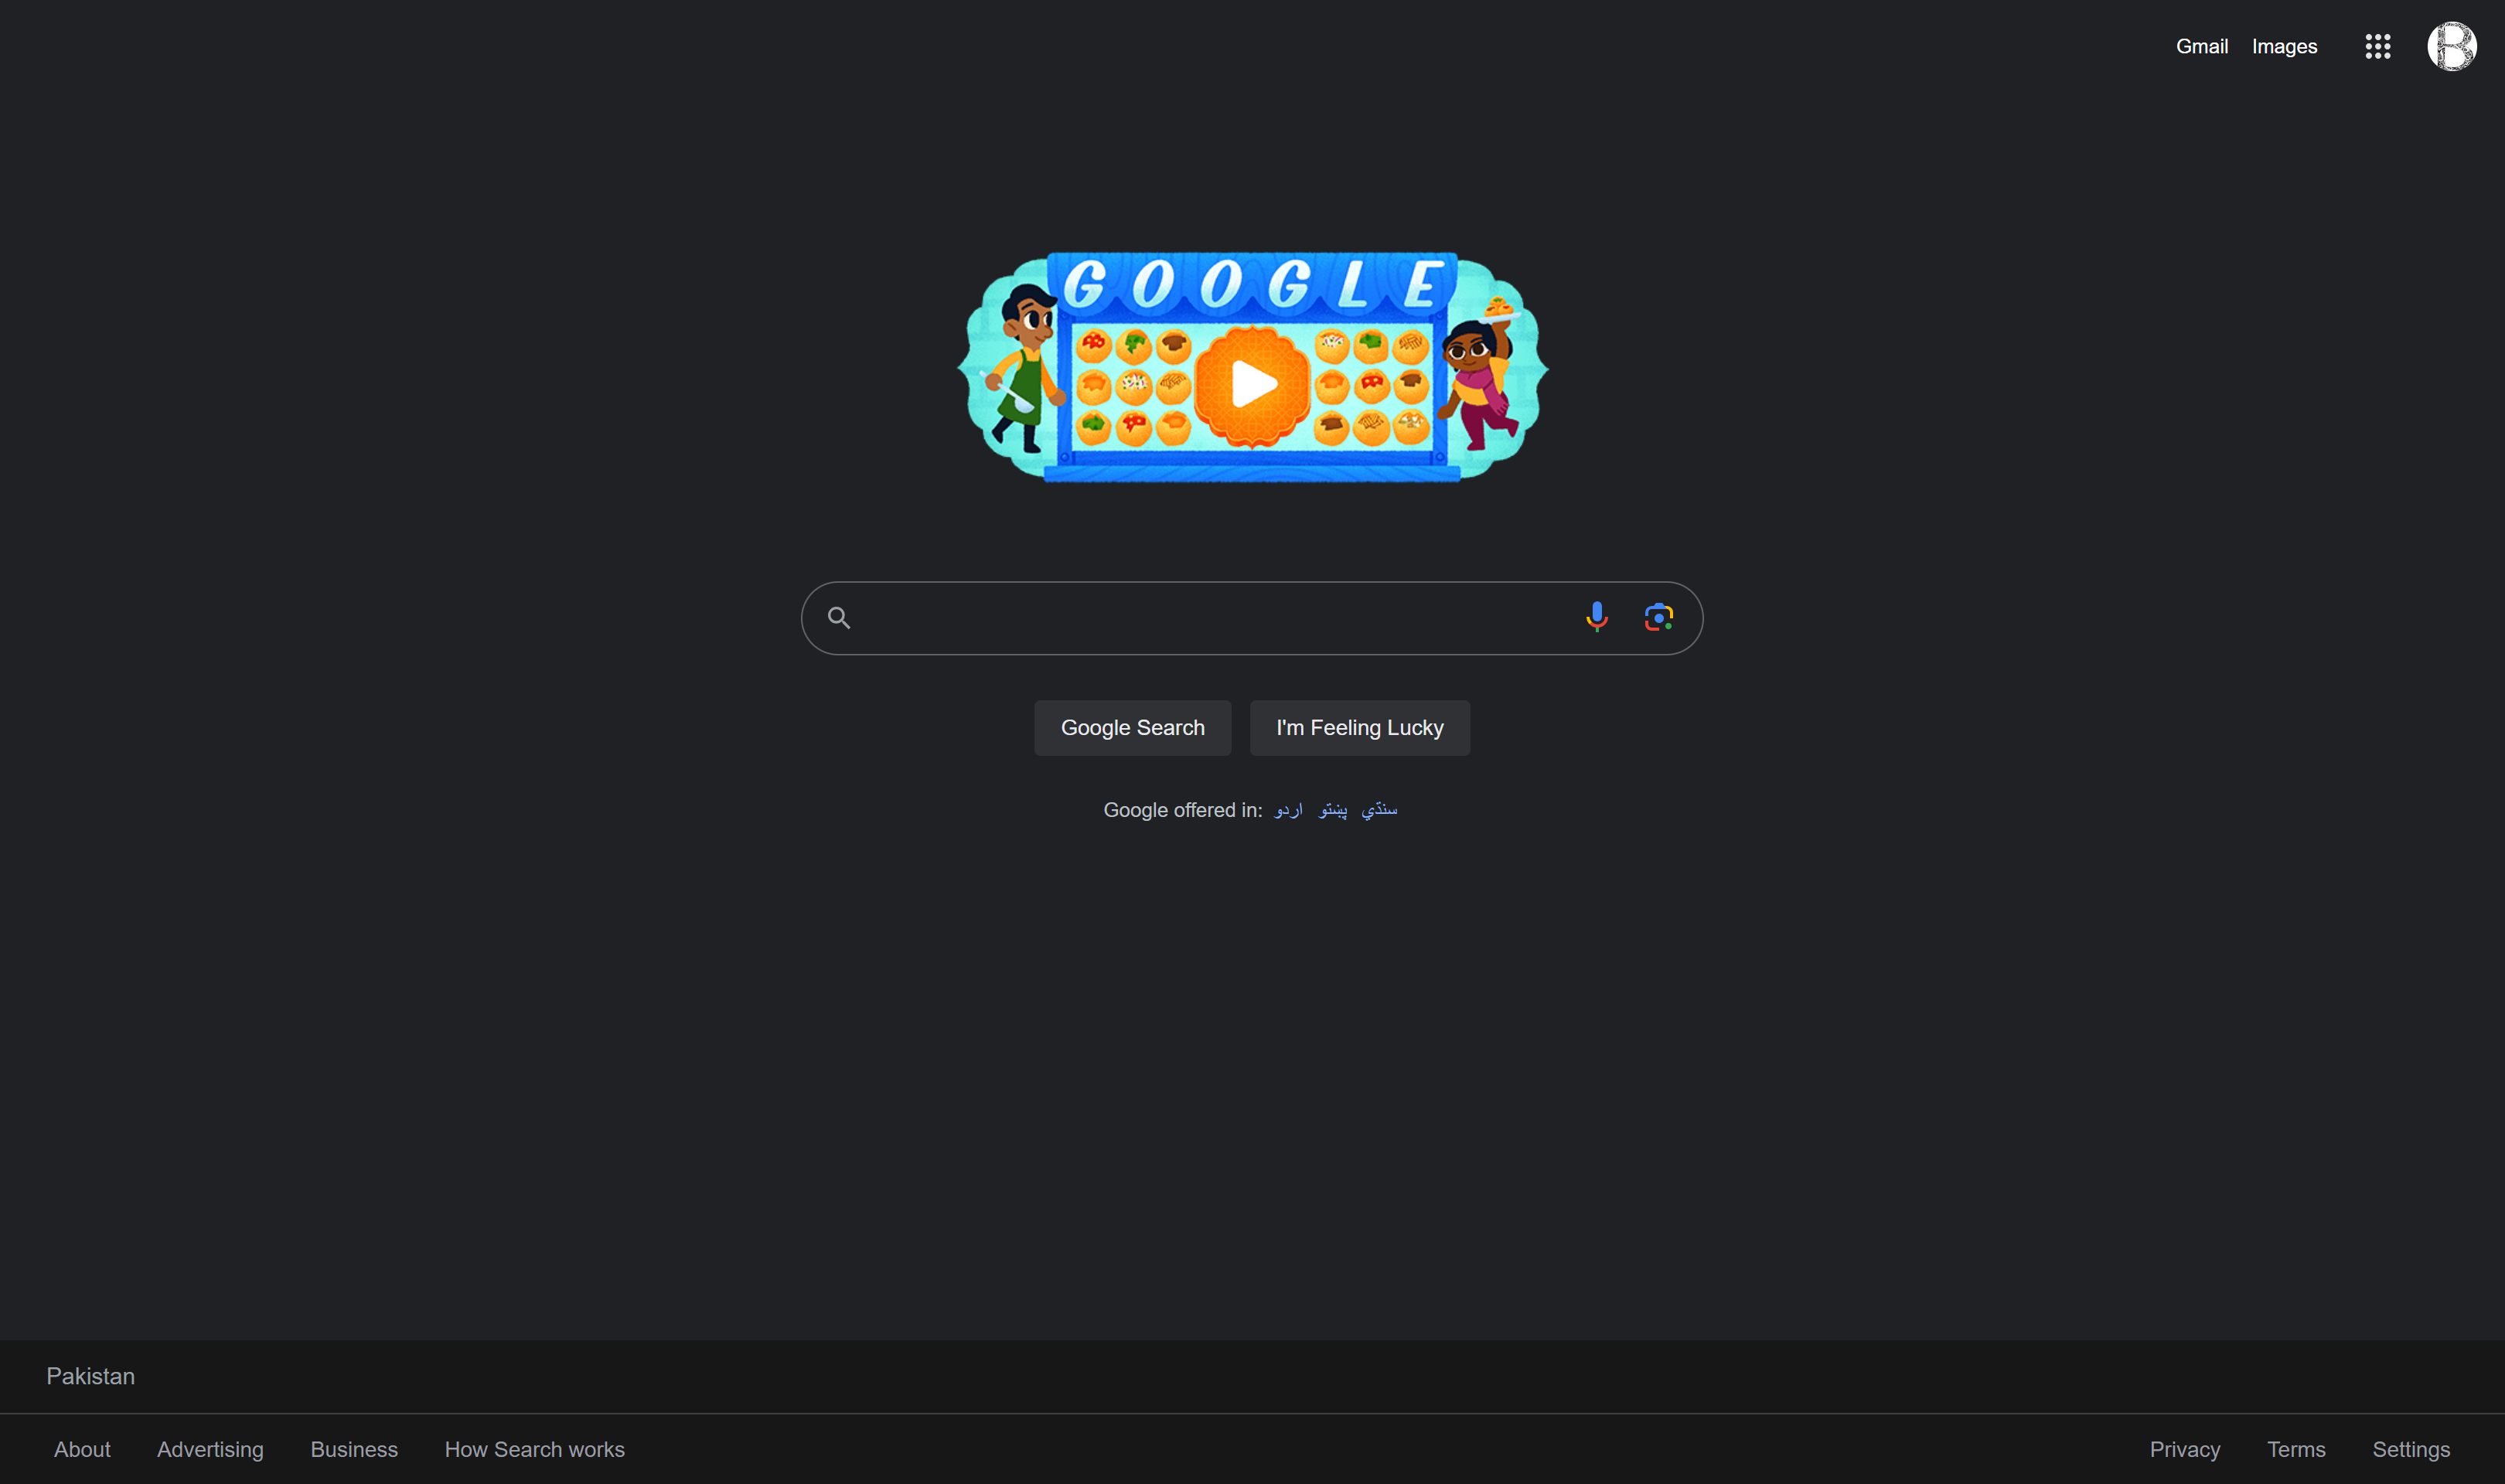 Gmail Images
GOOGLE
Google Search I'm Feeling Lucky
Google offered in: اردو پښتو سنڌي
Pakistan
About Advertising Business How Search works Privacy Terms Settings